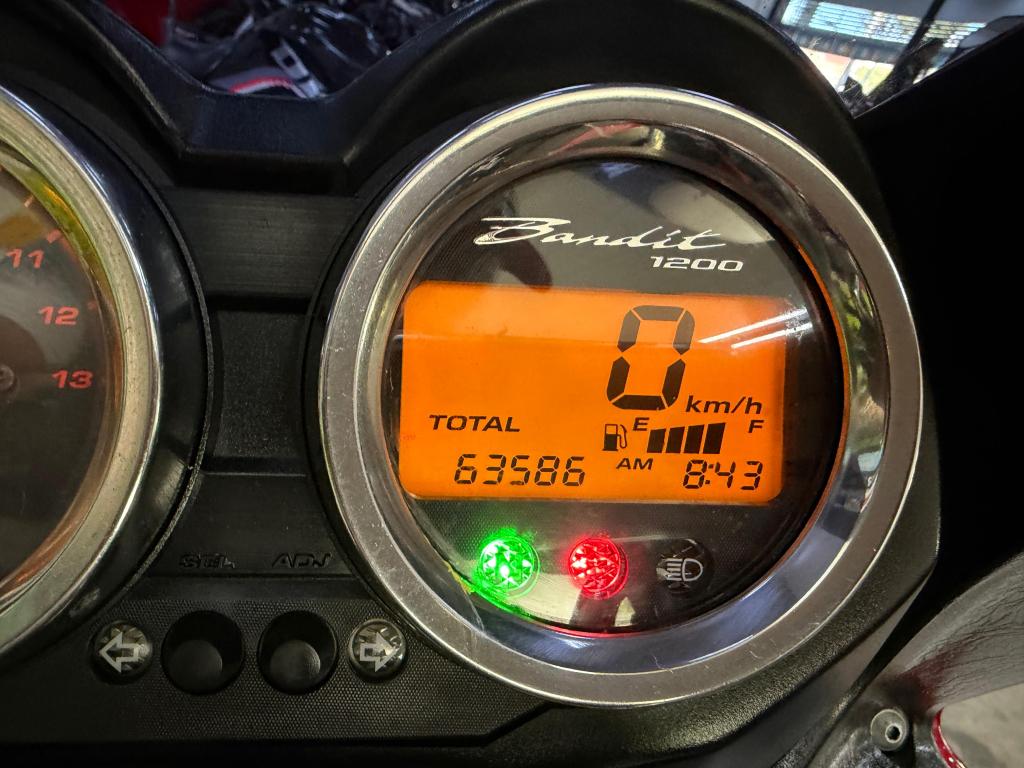 Bandit
1200
11
12
13
0 km/h
TOTAL
E F
63586
AM 8:43
SEL ADJ